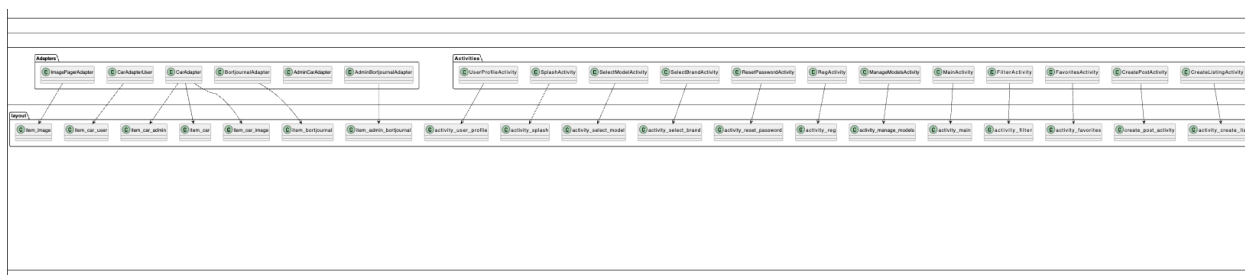 Adapters
Activities
C ImagePagerAdapter
C CarAdapterUser
C CarAdapter
C BortjournalAdapter
C AdminCarAdapter
C AdminBortjournalAdapter
C UserProfileActivity
C SplashActivity
C SelectModelActivity
C SelectBrandActivity
C ResetPasswordActivity
C RegActivity
C ManageModelsActivity
C MainActivity
C FilterActivity
C FavoritesActivity
C CreatePostActivity
C CreateListingActivity
layout
C item_image
C item_car_user
C item_car_admin
C item_car
C item_car_image
C item_bortjournal
C item_admin_bortjournal
C activity_user_profile
C activity_splash
C activity_select_model
C activity_select_brand
C activity_reset_password
C activity_reg
C activity_manage_models
C activity_main
C activity_filter
C activity_favorites
C create_post_activity
C activity_create_lis